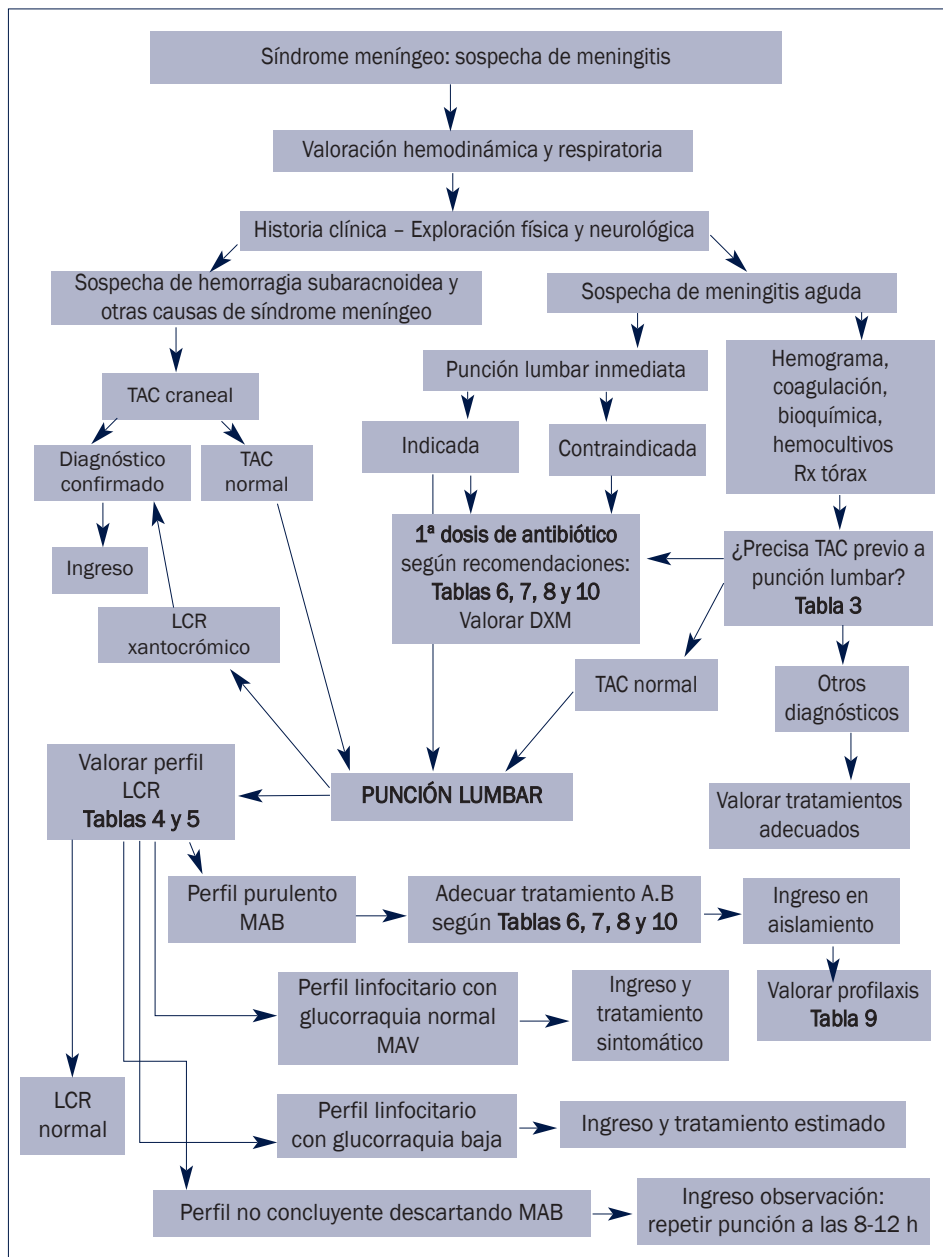 Síndrome meníngeo: sospecha de meningitis
Valoración hemodinámica y respiratoria
Historia clínica – Exploración física y neurológica
Sospecha de hemorragia subaracnoidea y
otras causas de síndrome meníngeo
Sospecha de meningitis aguda
TAC craneal
Punción lumbar inmediata
Hemograma,
coagulación,
bioquímica,
hemocultivos
Rx tórax
Diagnóstico
confirmado
TAC
normal
Indicada
Contraindicada
Ingreso
1ª dosis de antibiótico
según recomendaciones:
Tablas 6, 7, 8 y 10
Valorar DXM
¿Precisa TAC previo a
punción lumbar?
Tabla 3
LCR
xantocrómico
TAC normal
Otros
diagnósticos
Valorar perfil
LCR
Tablas 4 y 5
PUNCIÓN LUMBAR
Valorar tratamientos
adecuados
Perfil purulento
MAB
Adecuar tratamiento A.B
según Tablas 6, 7, 8 y 10
Ingreso en
aislamiento
Valorar profilaxis
Tabla 9
Perfil linfocitario con
glucorraquia normal
MAV
Ingreso y
tratamiento
sintomático
LCR
normal
Perfil linfocitario
con glucorraquia baja
Ingreso y tratamiento estimado
Perfil no concluyente descartando MAB
Ingreso observación:
repetir punción a las 8-12 h